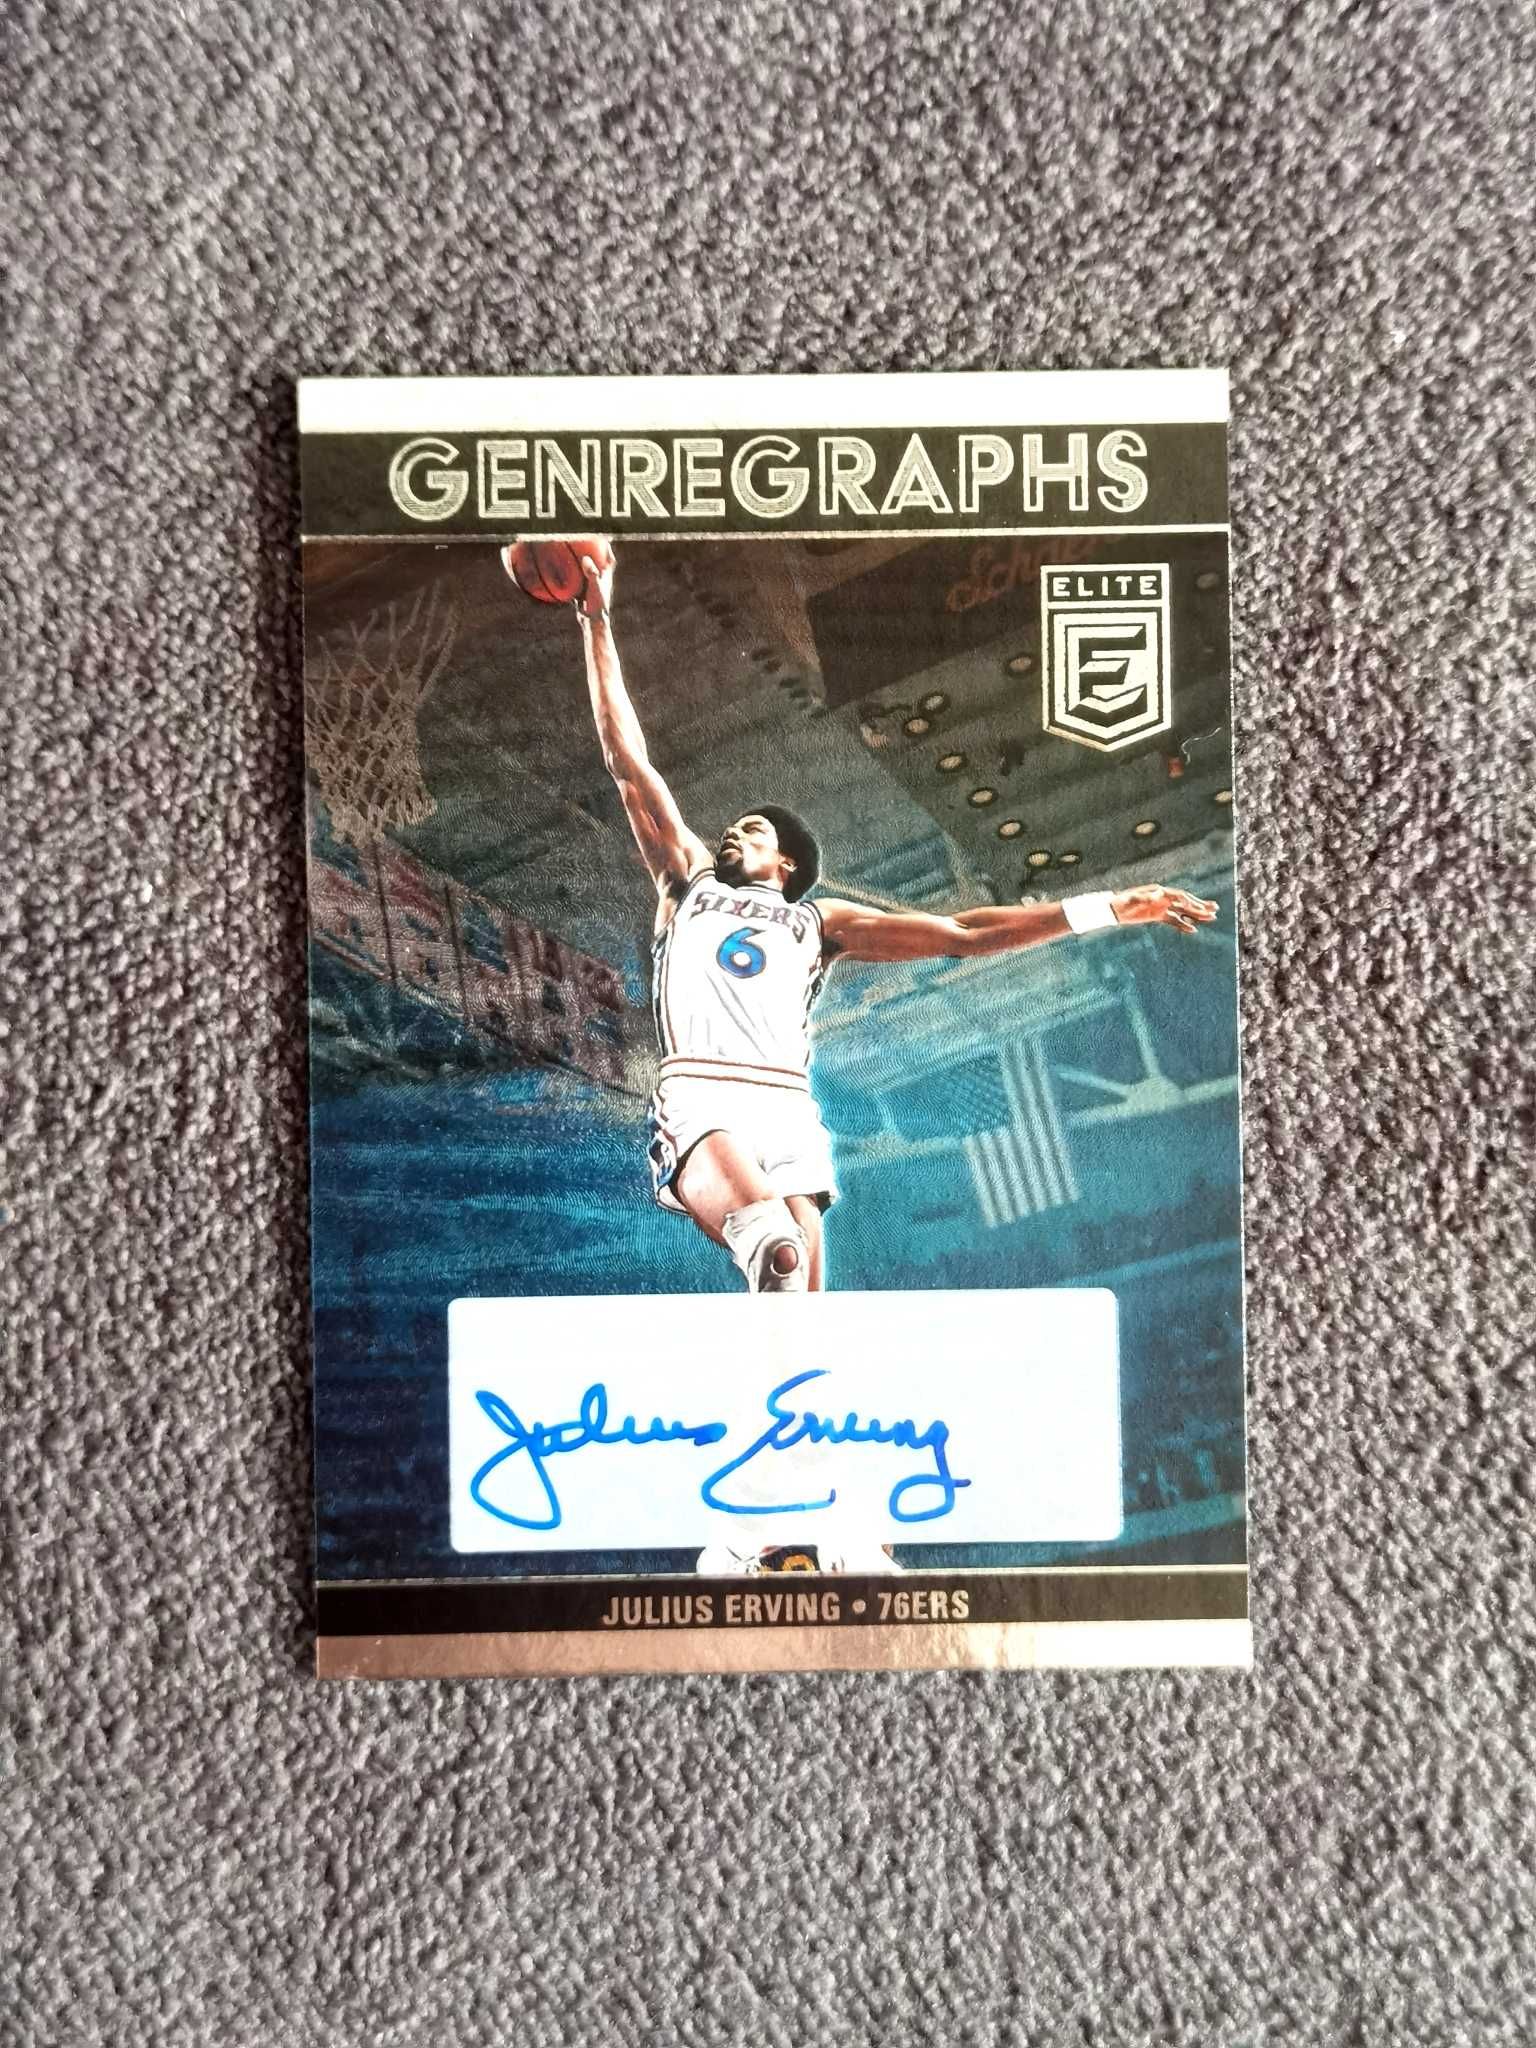 GENREGRAPHS
ELITE
E
SIXERS
6
Julius Erving
JULIUS ERVING • 76ERS